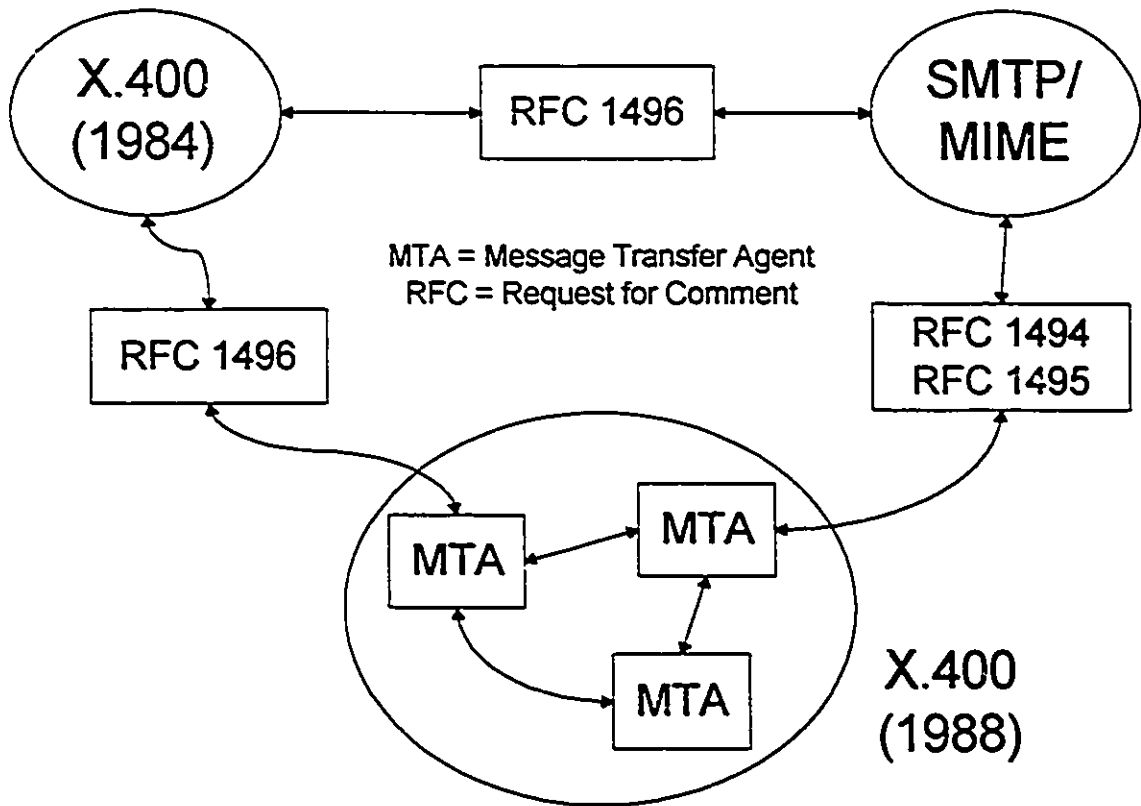 X.400
(1984)
RFC 1496
SMTP/
MIME
MTA = Message Transfer Agent
RFC = Request for Comment
RFC 1496
RFC 1494
RFC 1495
MTA
MTA
MTA
X.400
(1988)